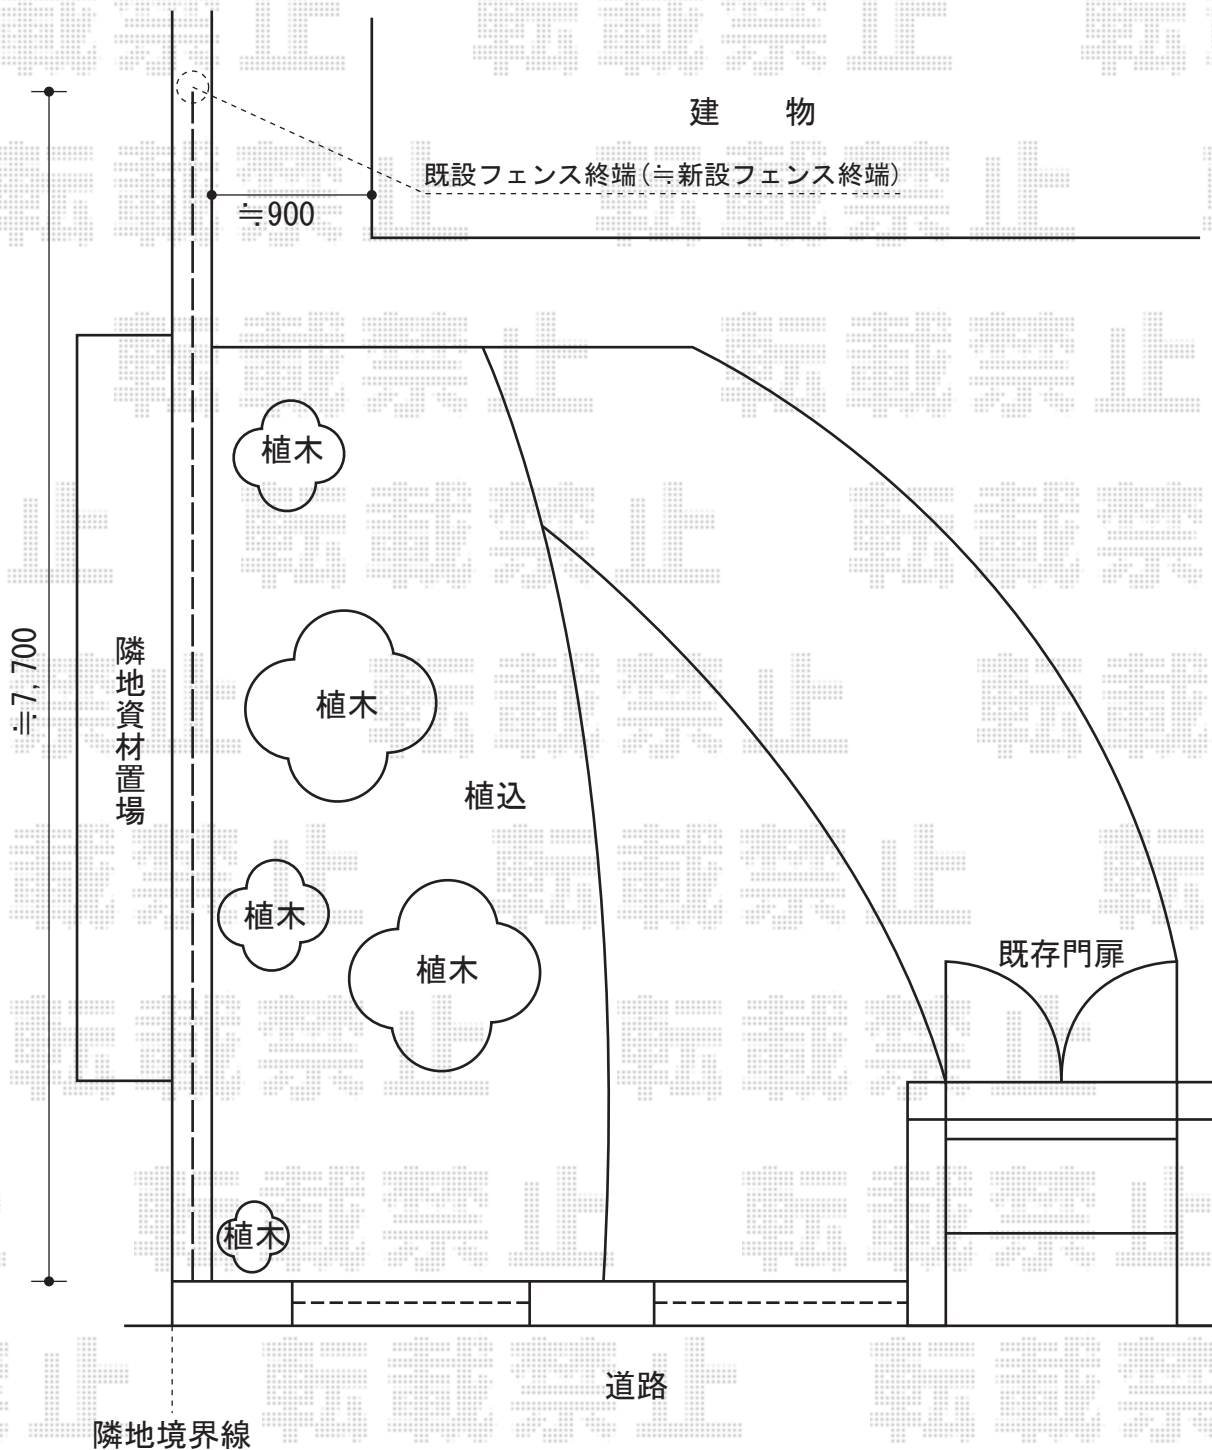 建　物
既設フェンス終端(≒新設フェンス終端)
≒900
植木
≒7,700
隣地資材置場
植木
植込
植木
植木
既存門扉
植木
道路
隣地境界線
転載禁止